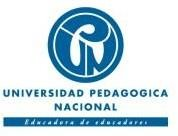 UNIVERSIDAD PEDAGOGICA
NACIONAL
Educadora de educadores